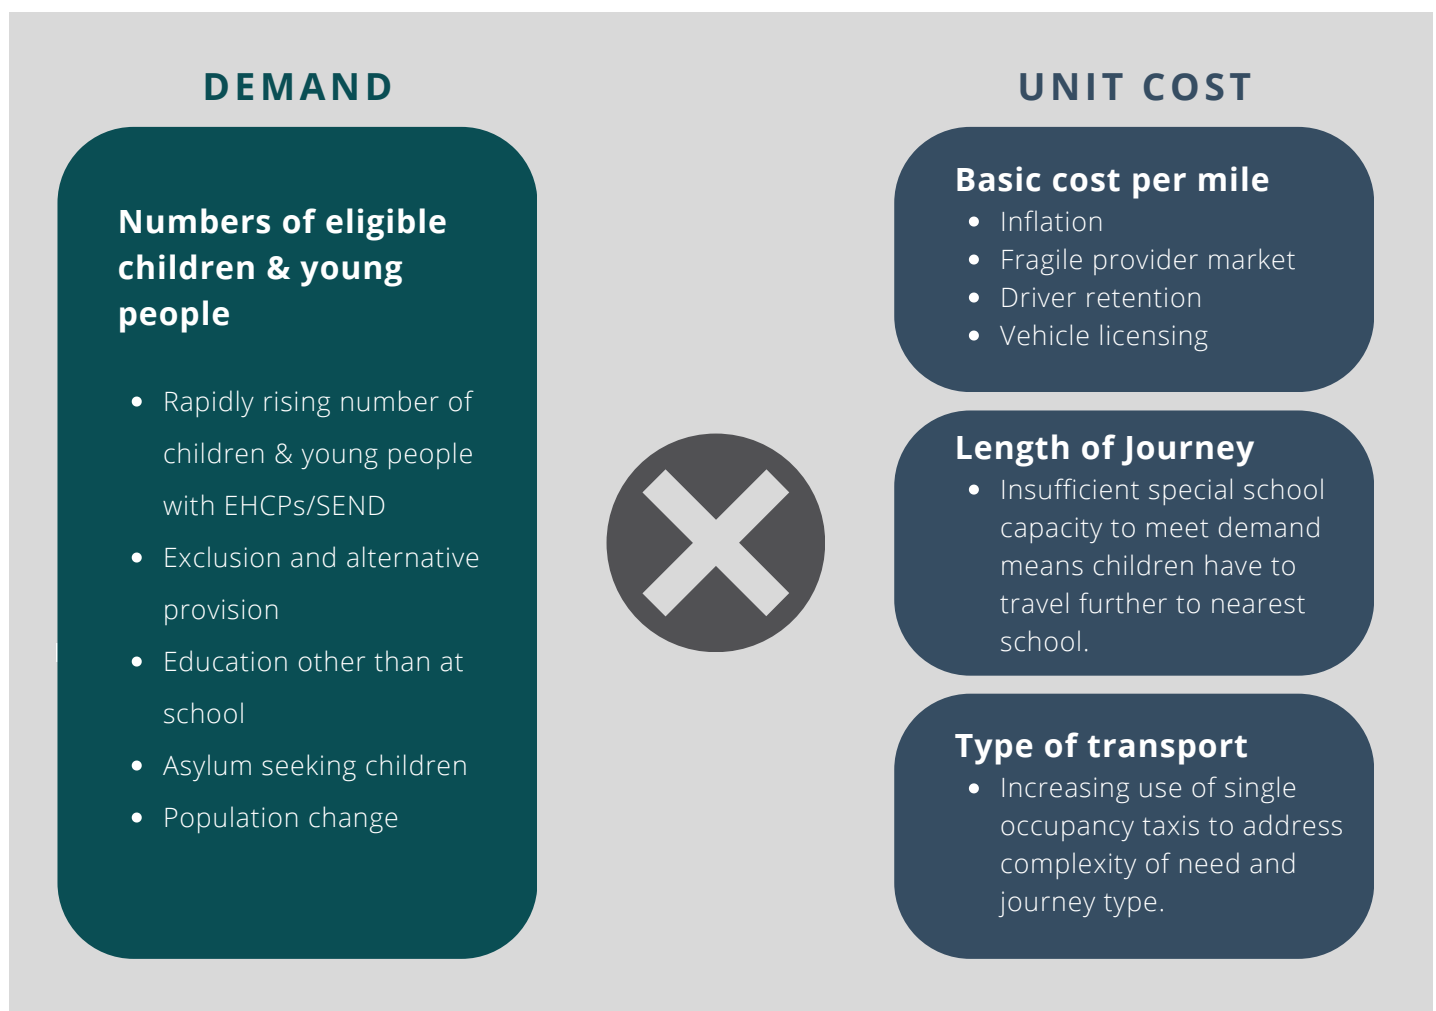 DEMAND
Numbers of eligible
children & young
people
• Rapidly rising number of
children & young people
with EHCPs/SEND
• Exclusion and alternative
provision
• Education other than at
school
• Asylum seeking children
• Population change
UNIT COST
Basic cost per mile
• Inflation
• Fragile provider market
• Driver retention
• Vehicle licensing
Length of Journey
• Insufficient special school
capacity to meet demand
means children have to
travel further to nearest
school.
Type of transport
• Increasing use of single
occupancy taxis to address
complexity of need and
journey type.